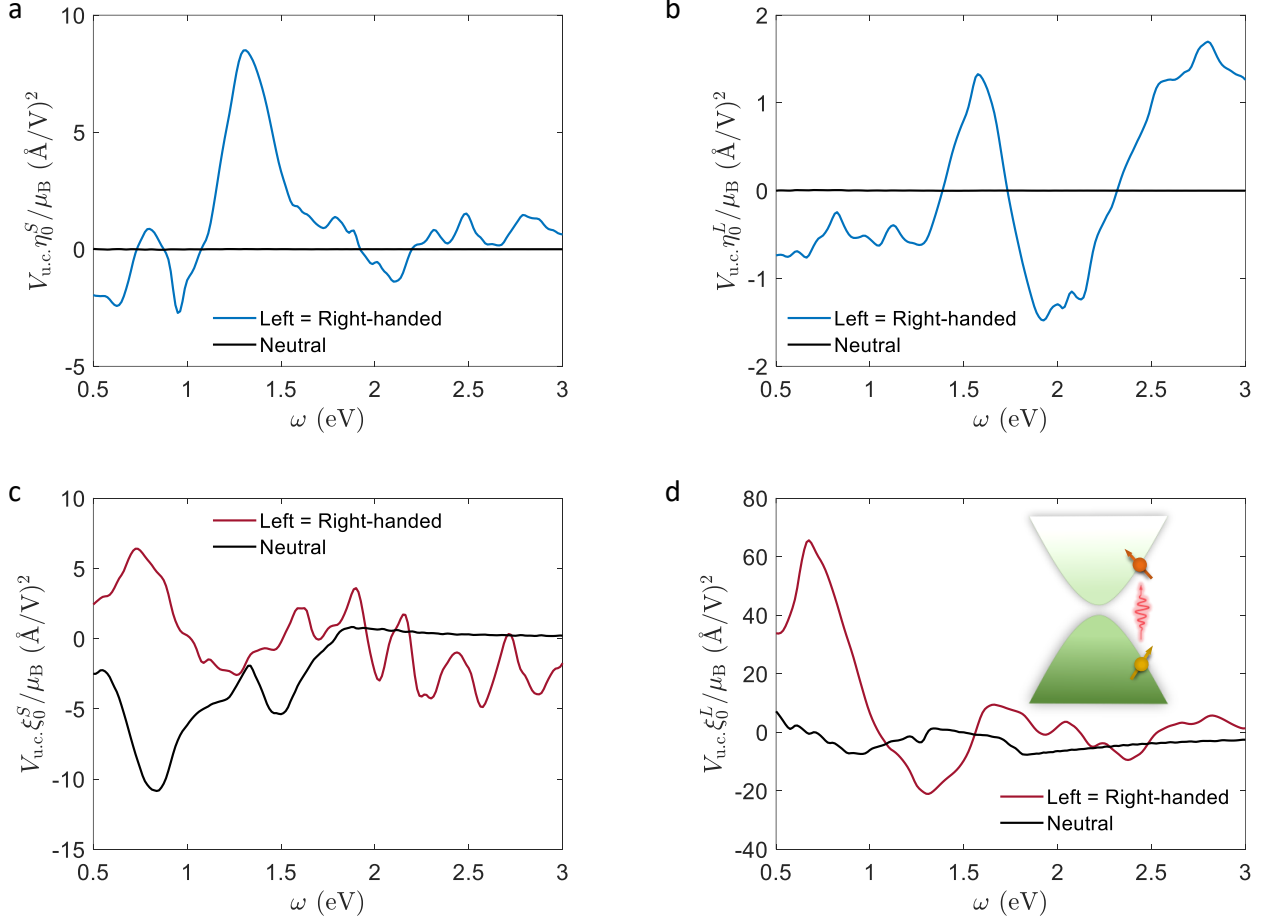 a
10
5
0
-5
0.5 1 1.5 2 2.5 3
V_{u.c.}η_0^S/μ_B (Å/V)^2
ω (eV)
Left = Right-handed
Neutral
b
2
1
0
-1
-2
0.5 1 1.5 2 2.5 3
V_{u.c.}η_0^L/μ_B (Å/V)^2
ω (eV)
Left = Right-handed
Neutral
c
10
5
0
-5
-10
-15
0.5 1 1.5 2 2.5 3
V_{u.c.}ξ_0^S/μ_B (Å/V)^2
ω (eV)
Left = Right-handed
Neutral
d
80
60
40
20
0
-20
-40
0.5 1 1.5 2 2.5 3
V_{u.c.}ξ_0^L/μ_B (Å/V)^2
ω (eV)
Left = Right-handed
Neutral